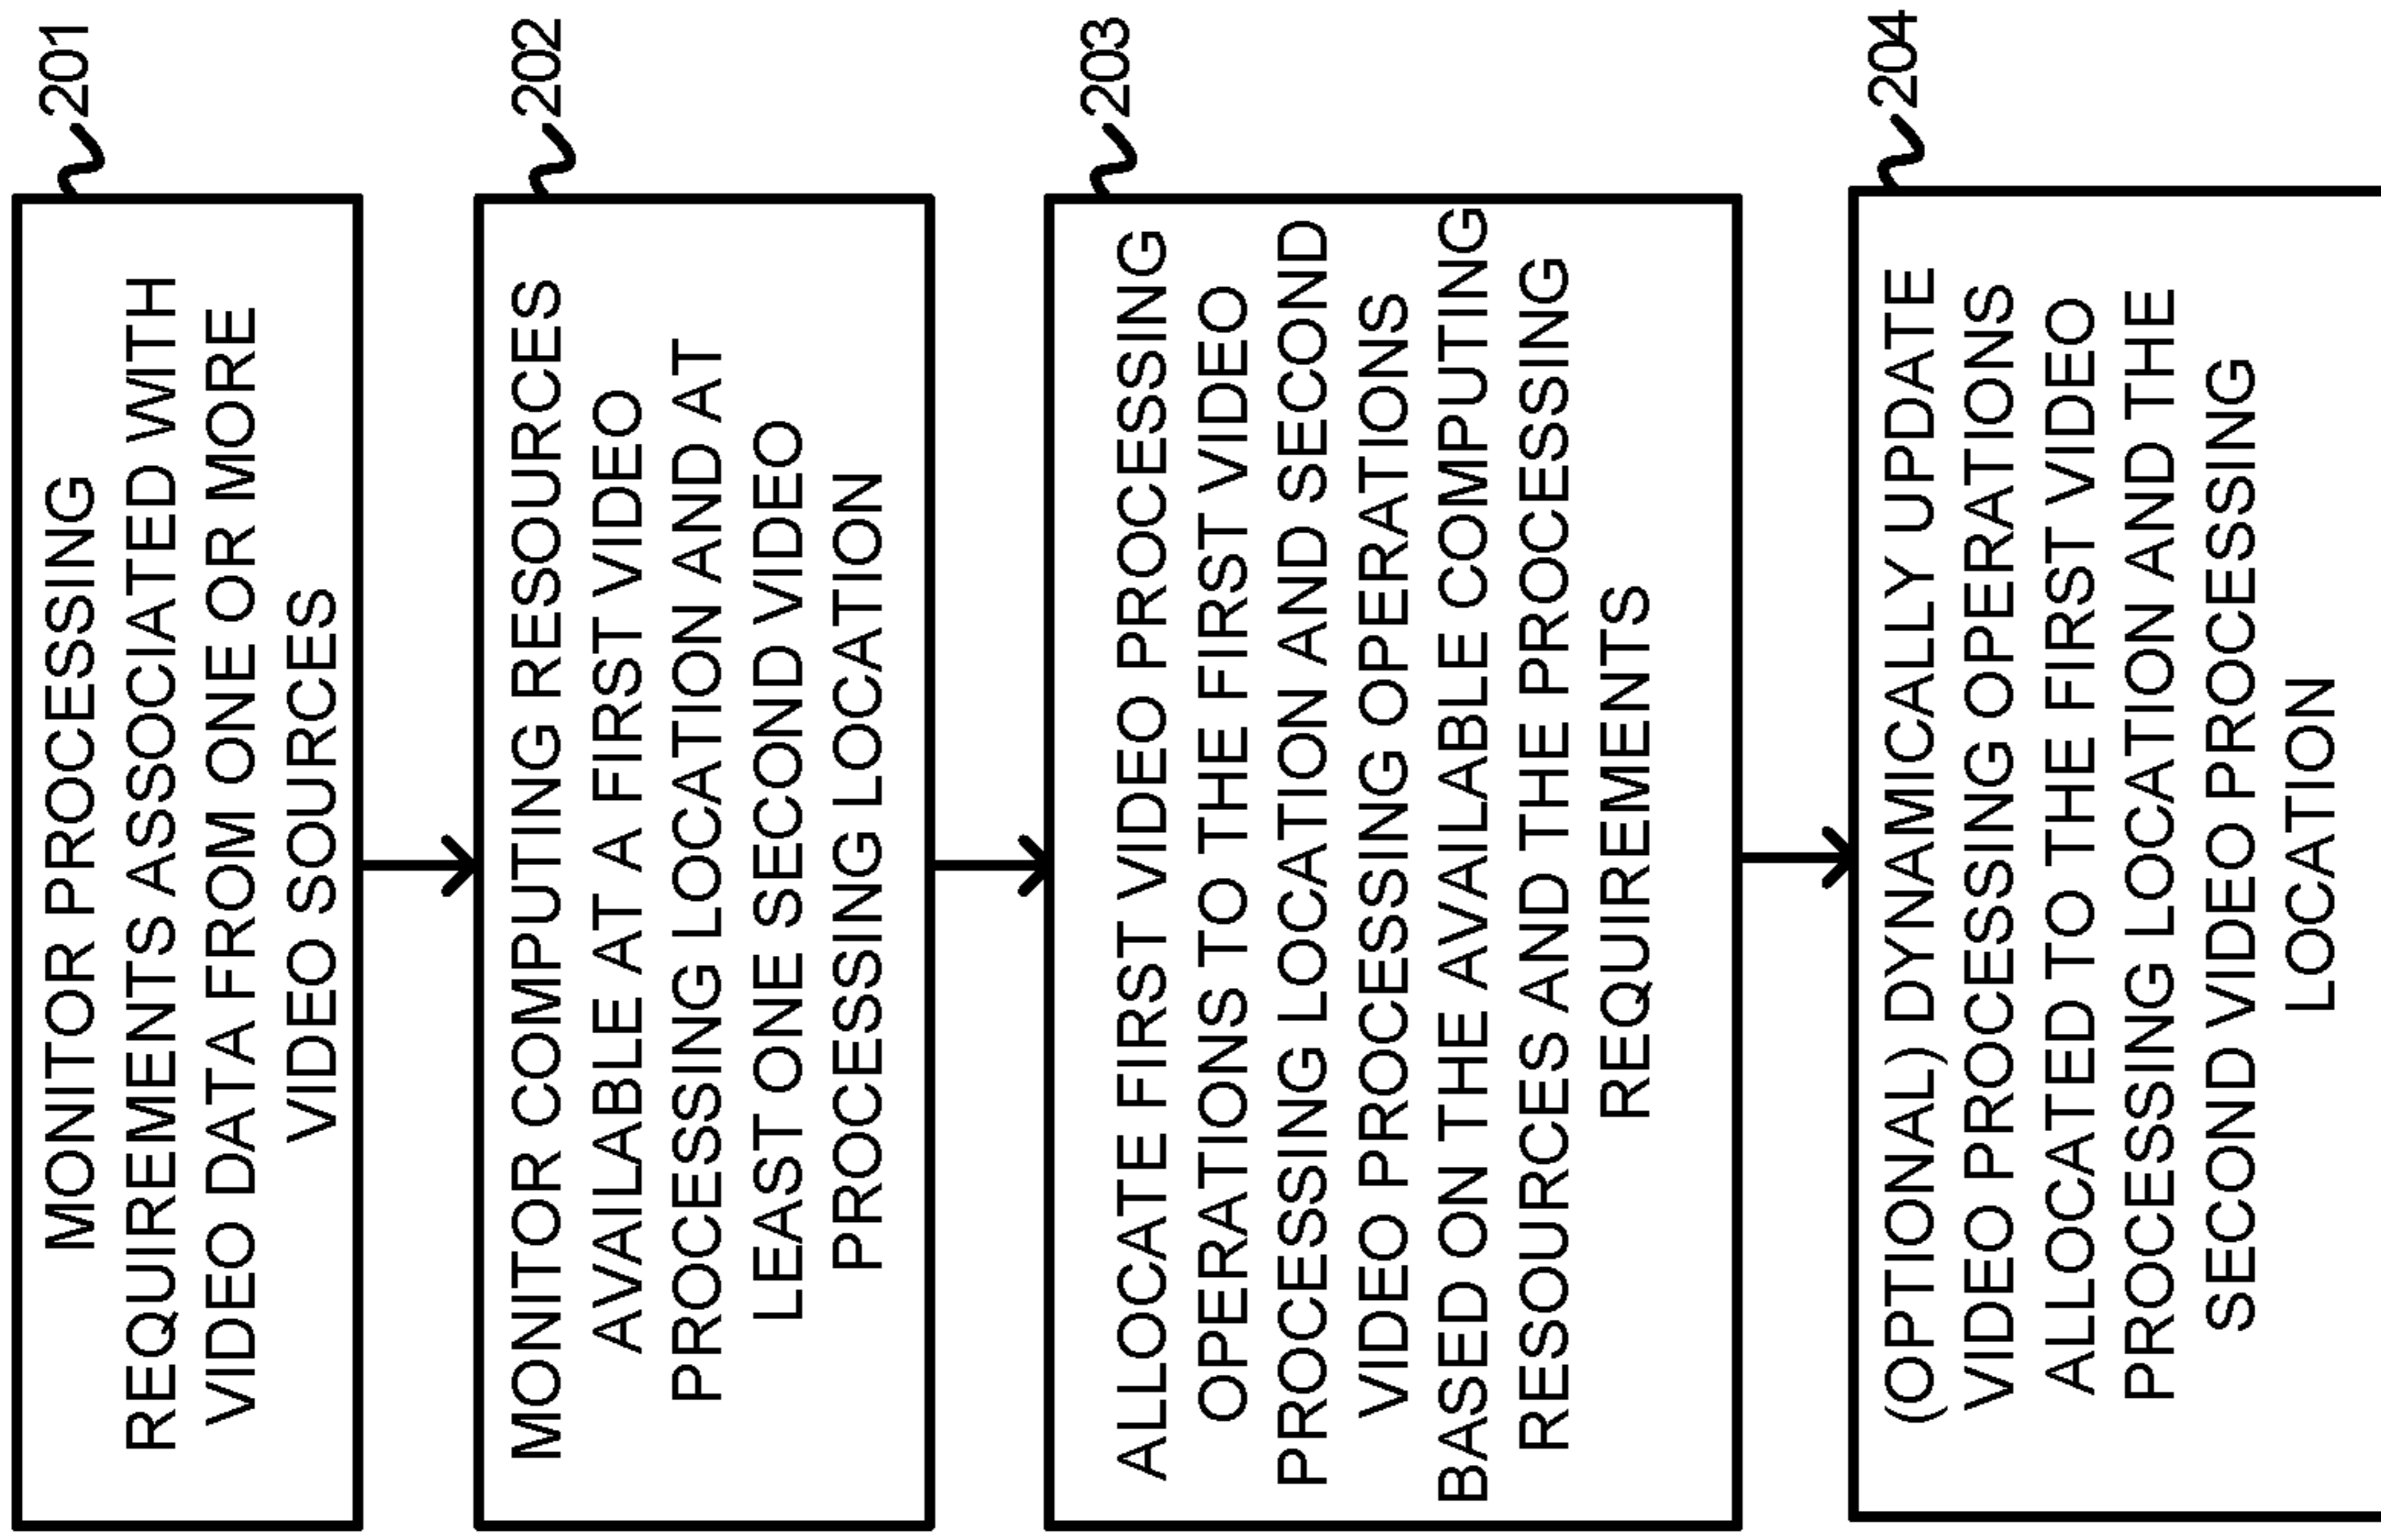 MONITOR PROCESSING
REQUIREMENTS ASSOCIATED WITH
VIDEO DATA FROM ONE OR MORE
VIDEO SOURCES
201
MONITOR COMPUTING RESOURCES
AVAILABLE AT A FIRST VIDEO
PROCESSING LOCATION AND AT
LEAST ONE SECOND VIDEO
PROCESSING LOCATION
202
ALLOCATE FIRST VIDEO PROCESSING
OPERATIONS TO THE FIRST VIDEO
PROCESSING LOCATION AND SECOND
VIDEO PROCESSING OPERATIONS
BASED ON THE AVAILABLE COMPUTING
RESOURCES AND THE PROCESSING
REQUIREMENTS
203
(OPTIONAL) DYNAMICALLY UPDATE
VIDEO PROCESSING OPERATIONS
ALLOCATED TO THE FIRST VIDEO
PROCESSING LOCATION AND THE
SECOND VIDEO PROCESSING
LOCATION
204